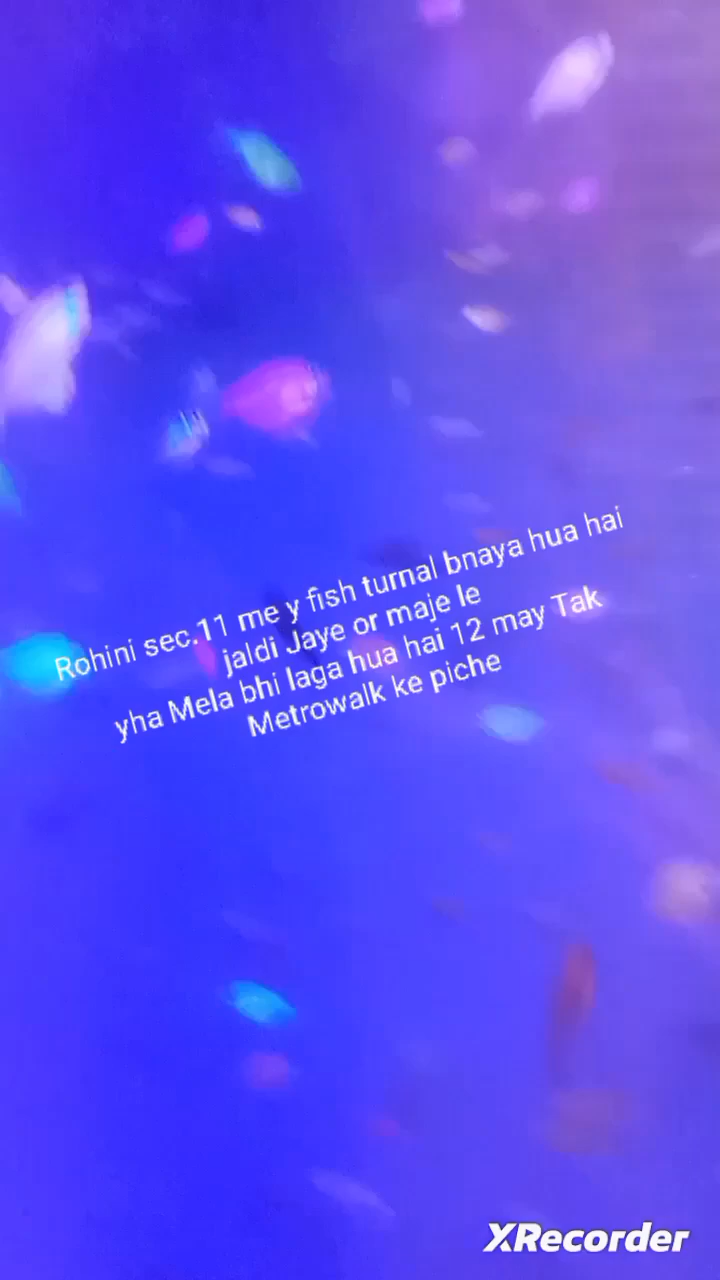 Rohini sec.11 me y fish turnal bnaya hua hai
jaldi Jaye or maje le
yha Mela bhi laga hua hai 12 may Tak
Metrowalk ke piche
XRecorder